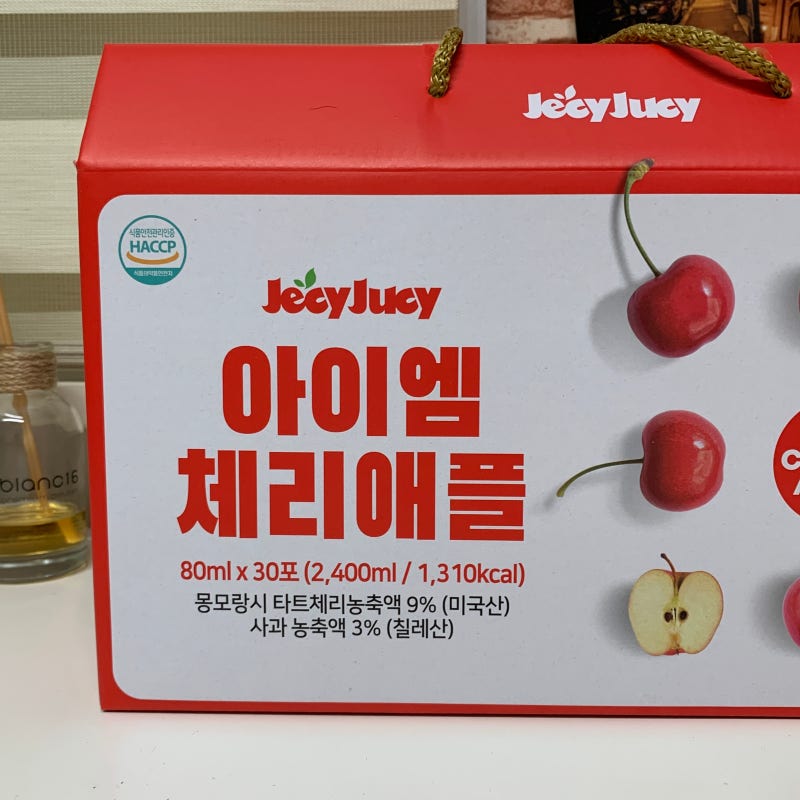 JecyJucy
식품안전관리인증
HACCP
식품의약품안전처
JecyJucy
아이엠
체리애플
80ml x 30포 (2,400ml / 1,310kcal)
몽모랑시 타트체리농축액 9% (미국산)
사과 농축액 3% (칠레산)
blanc16